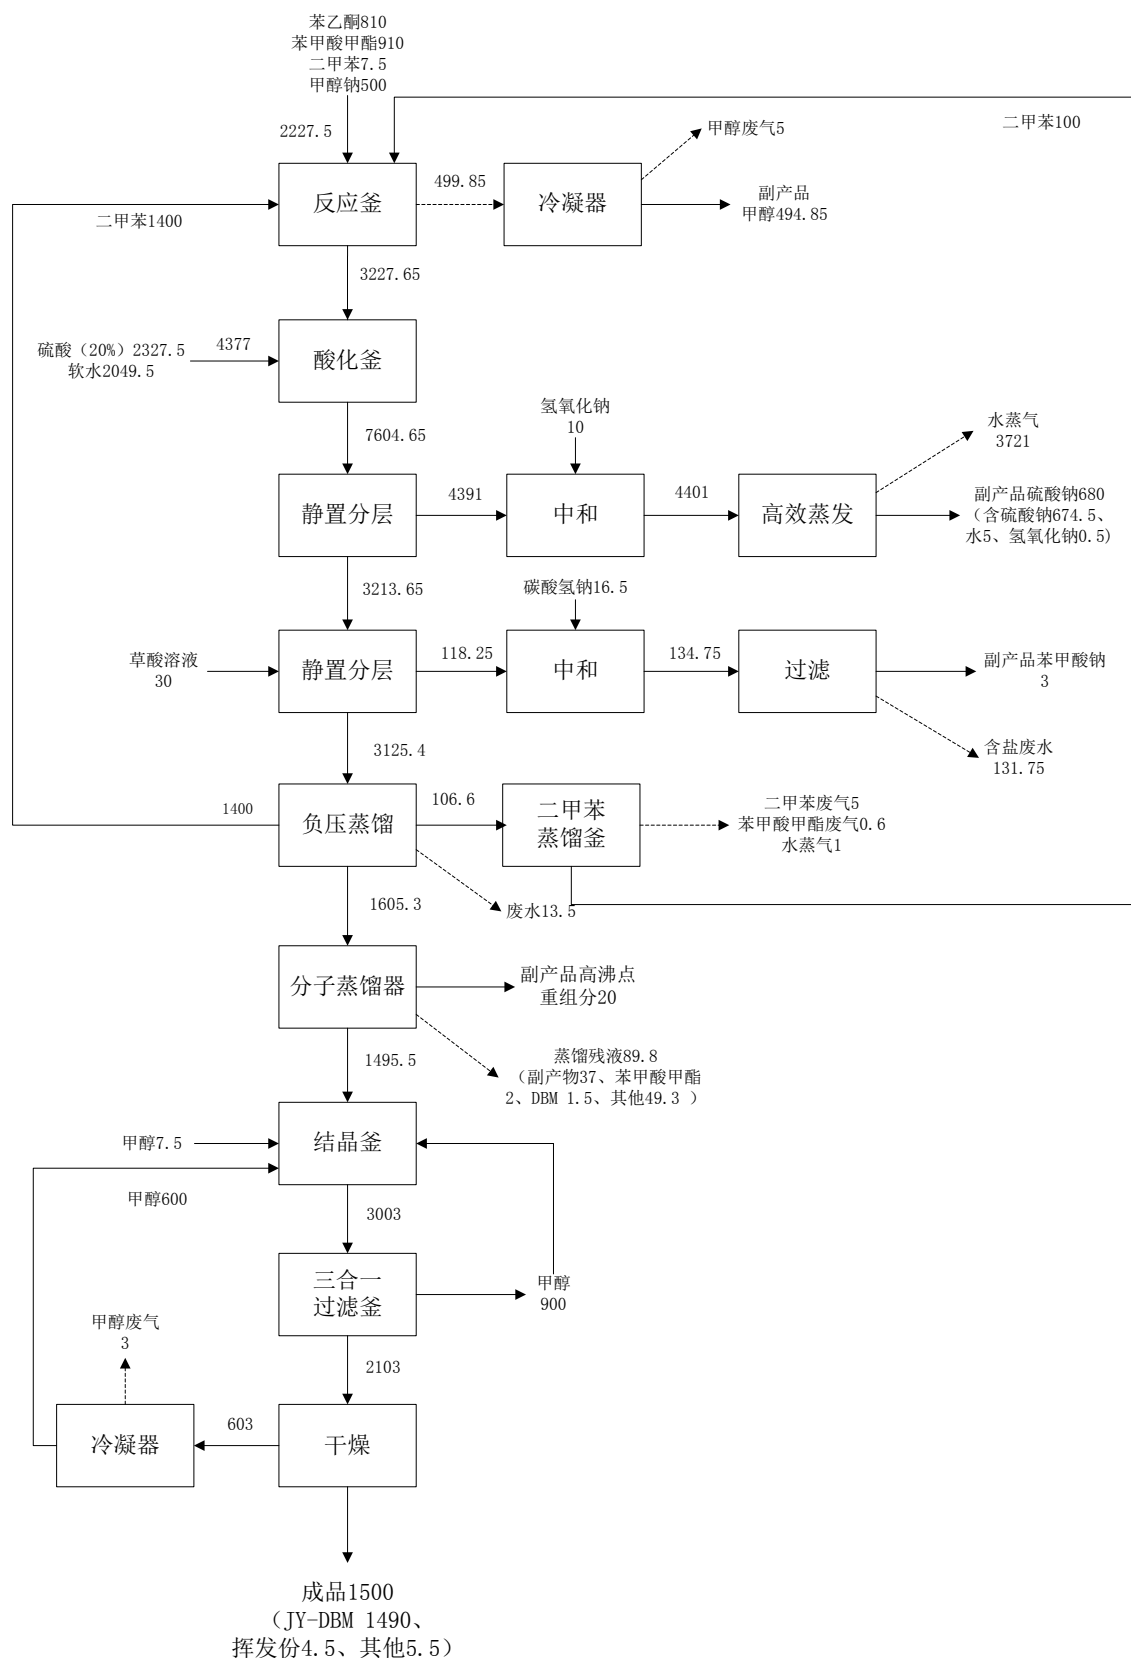 苯乙酮810
苯甲酸甲酯910
二甲苯7.5
甲醇钠500
2227.5
二甲苯100
甲醇废气5
反应釜
499.85
冷凝器
副产品
甲醇494.85
二甲苯1400
3227.65
硫酸（20%）2327.5
软水2049.5
4377
酸化釜
7604.65
氢氧化钠
10
水蒸气
3721
静置分层
4391
中和
4401
高效蒸发
副产品硫酸钠680
（含硫酸钠674.5、
水5、氢氧化钠0.5)
3213.65
碳酸氢钠16.5
草酸溶液
30
静置分层
118.25
中和
134.75
过滤
副产品苯甲酸钠
3
3125.4
含盐废水
131.75
1400
负压蒸馏
106.6
二甲苯
蒸馏釜
二甲苯废气5
苯甲酸甲酯废气0.6
水蒸气1
1605.3
废水13.5
分子蒸馏器
副产品高沸点
重组分20
1495.5
蒸馏残液89.8
（副产物37、苯甲酸甲酯
2、DBM 1.5、其他49.3 ）
甲醇7.5
结晶釜
甲醇600
3003
三合一
过滤釜
甲醇
900
甲醇废气
3
2103
冷凝器
603
干燥
成品1500
（JY-DBM 1490、
挥发份4.5、其他5.5）